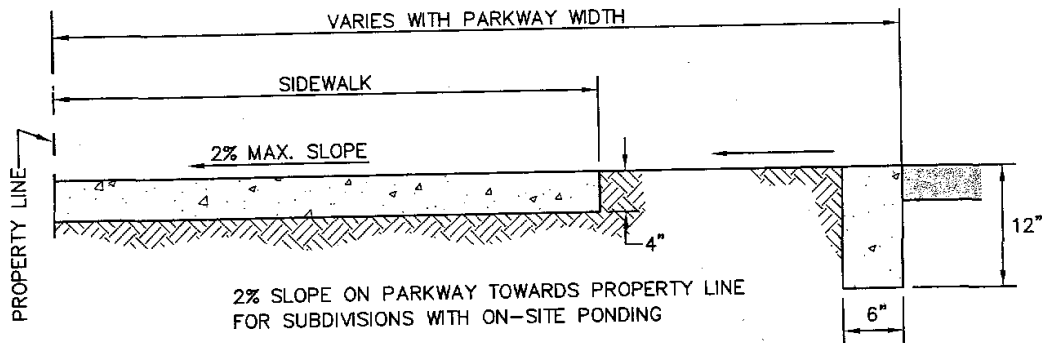 VARIES WITH PARKWAY WIDTH
SIDEWALK
2% MAX. SLOPE
PROPERTY LINE
4"
12"
6"
2% SLOPE ON PARKWAY TOWARDS PROPERTY LINE
FOR SUBDIVISIONS WITH ON-SITE PONDING